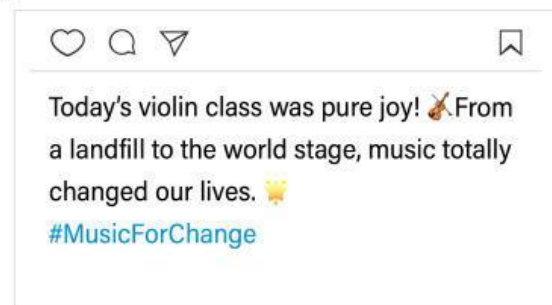 Today’s violin class was pure joy! 🎻From
a landfill to the world stage, music totally
changed our lives.
#MusicForChange